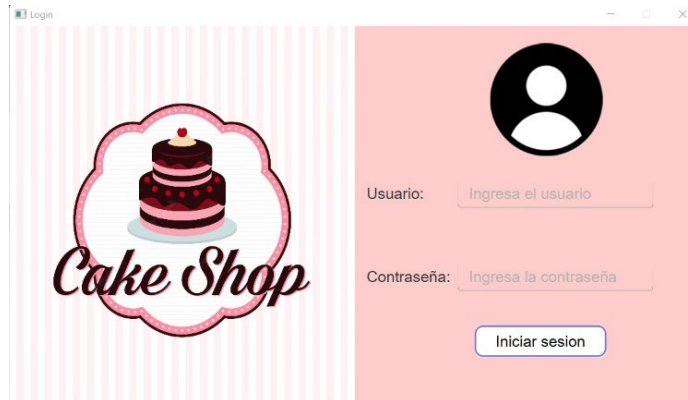 Login
Cake Shop
Usuario:
Ingresa el usuario
Contraseña:
Ingresa la contraseña
Iniciar sesion